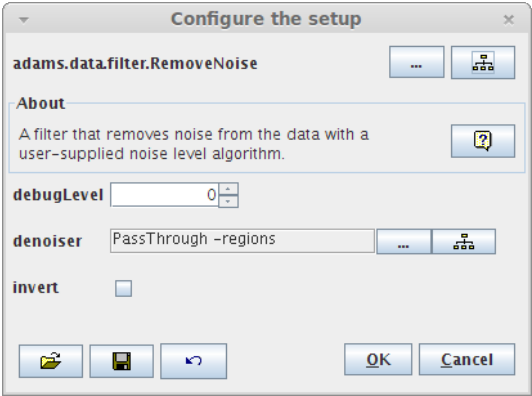 Configure the setup
adams.data.filter.RemoveNoise
...
About
A filter that removes noise from the data with a
user-supplied noise level algorithm.
?
debugLevel 0
denoiser PassThrough -regions ...
invert
OK Cancel